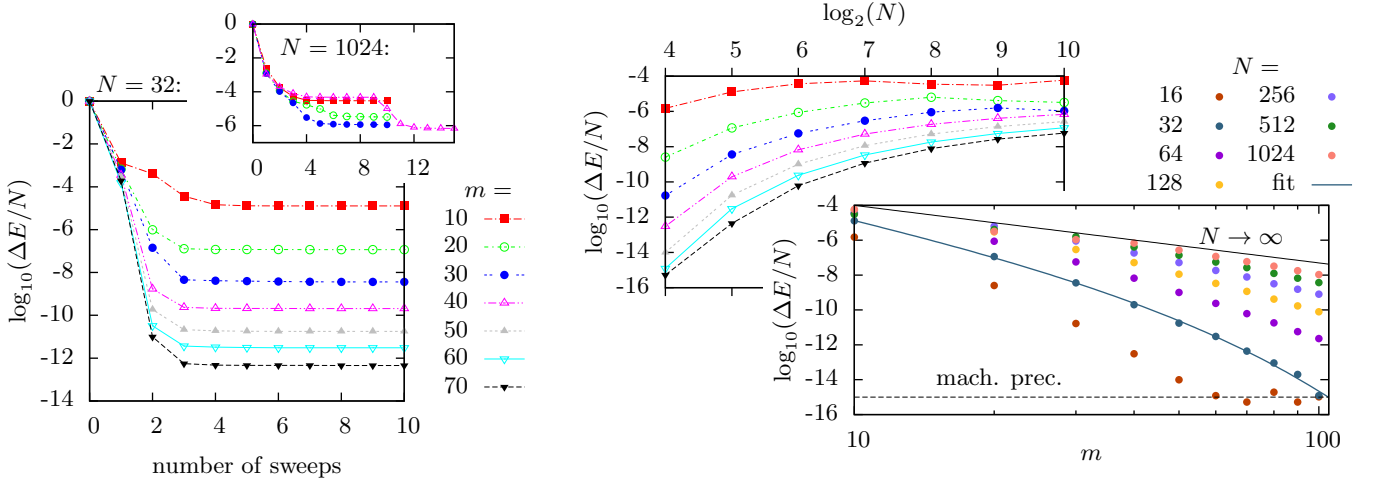 N = 32:
0
-2
-4
-6
-8
-10
-12
-14
0 2 4 6 8 10
number of sweeps
log10(ΔE/N)
N = 1024:
0
-2
-4
-6
0 4 8 12
m =
10
20
30
40
50
60
70
log2(N)
4 5 6 7 8 9 10
-4
-6
-8
-10
-12
-14
-16
log10(ΔE/N)
N =
16 256
32 512
64 1024
128 fit
-4
-6
-8
-10
-12
-14
-16
log10(ΔE/N)
N → ∞
mach. prec.
10 100
m